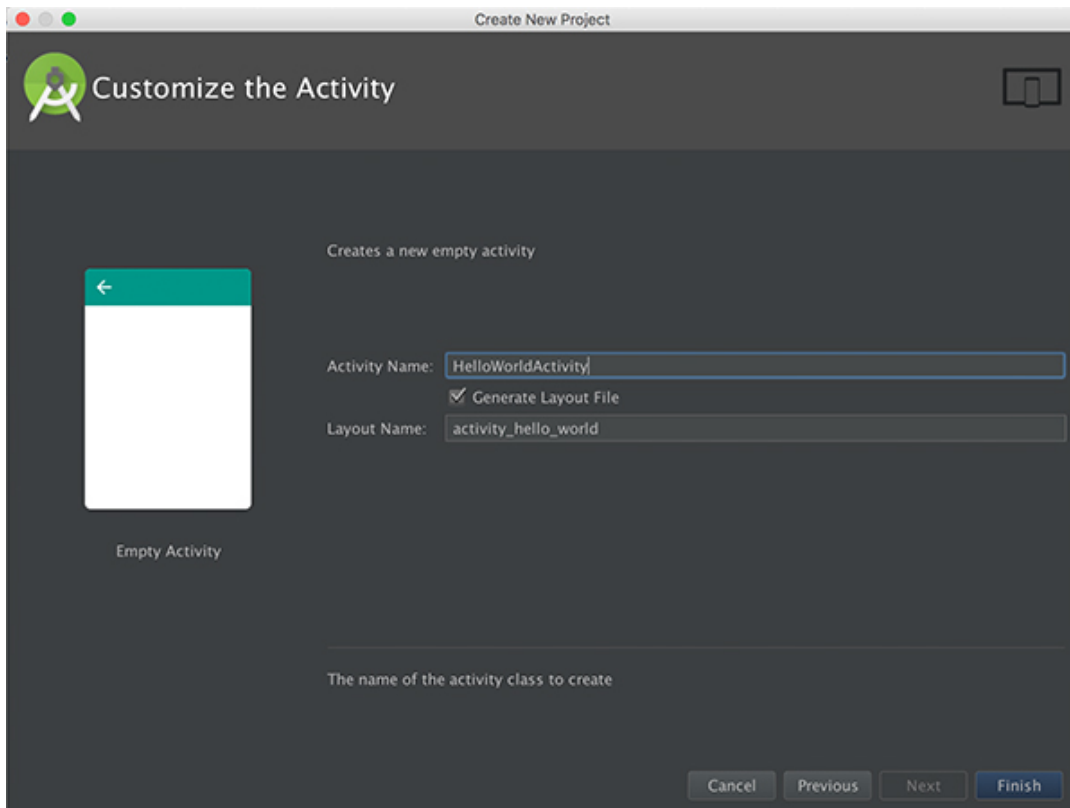 Create New Project
Customize the Activity
Creates a new empty activity
Activity Name: HelloWorldActivity
Generate Layout File
Layout Name: activity_hello_world
Empty Activity
The name of the activity class to create
Cancel Previous Next Finish